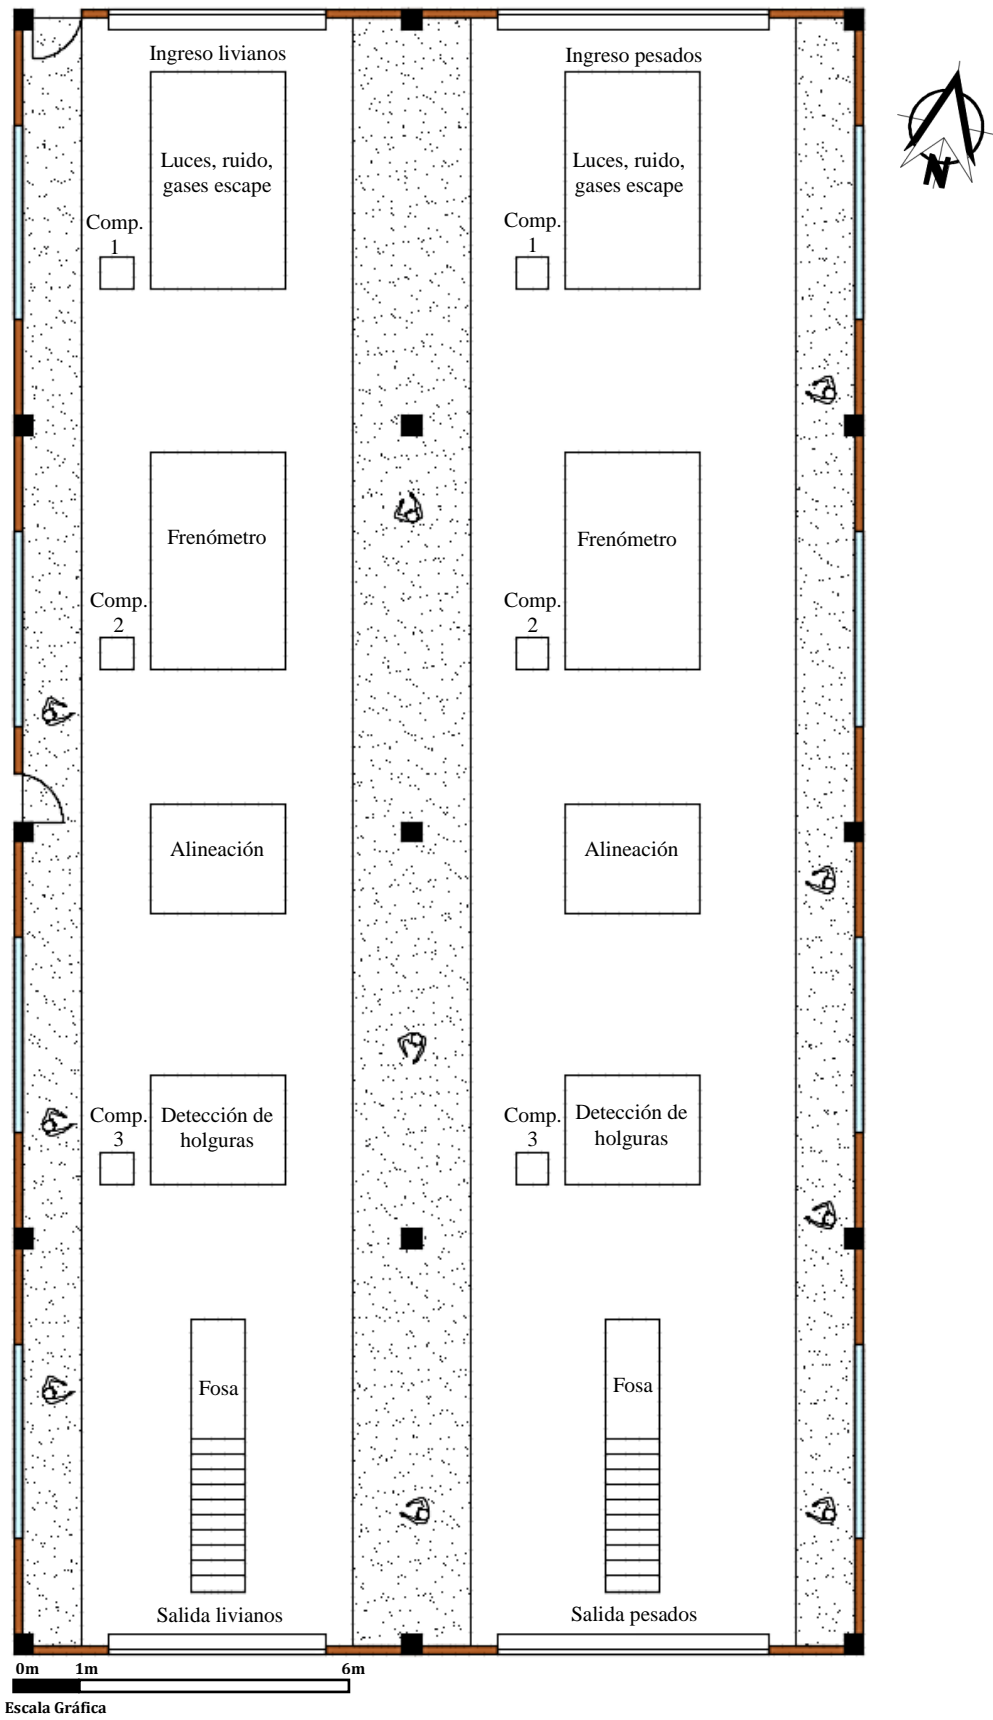 Ingreso livianos
Ingreso pesados
Luces, ruido,
gases escape
Luces, ruido,
gases escape
Comp.
1
Comp.
1
N
Frenómetro
Frenómetro
Comp.
2
Comp.
2
Alineación
Alineación
Comp.
3
Detección de
holguras
Comp.
3
Detección de
holguras
Fosa
Fosa
Salida livianos
Salida pesados
0m 1m 6m
Escala Gráfica